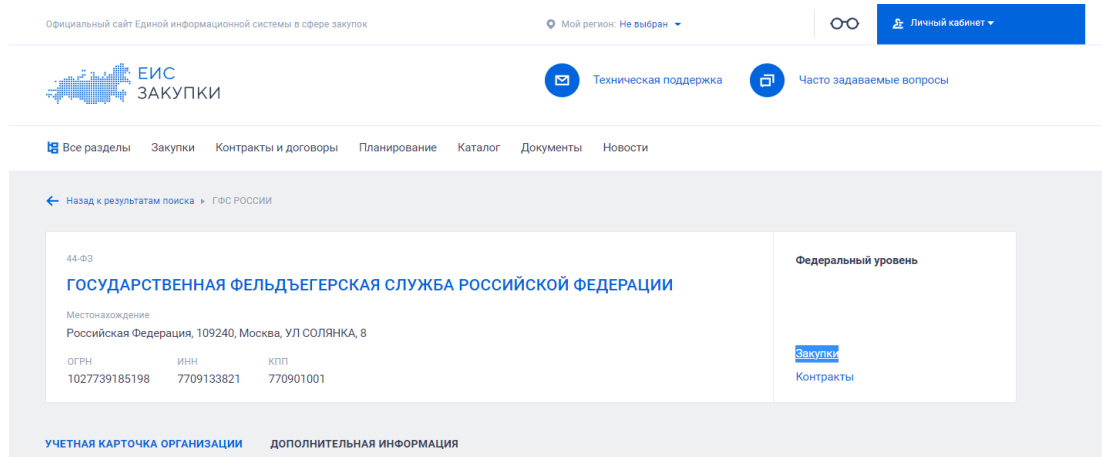 Официальный сайт Единой информационной системы в сфере закупок
Мой регион: Не выбран
Личный кабинет
ЕИС
ЗАКУПКИ
Техническая поддержка
Часто задаваемые вопросы
Все разделы Закупки Контракты и договоры Планирование Каталог Документы Новости
Назад к результатам поиска ГФС РОССИИ
44-ФЗ
ГОСУДАРСТВЕННАЯ ФЕЛЬДЪЕГЕРСКАЯ СЛУЖБА РОССИЙСКОЙ ФЕДЕРАЦИИ
Местонахождение
Российская Федерация, 109240, Москва, УЛ СОЛЯНКА, 8
ОГРН ИНН КПП
1027739185198 7709133821 770901001
Федеральный уровень
Закупки
Контракты
УЧЕТНАЯ КАРТОЧКА ОРГАНИЗАЦИИ ДОПОЛНИТЕЛЬНАЯ ИНФОРМАЦИЯ